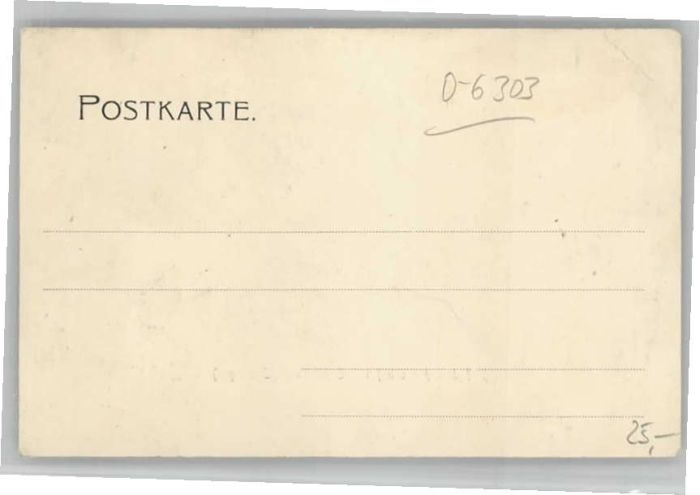 POSTKARTE.
D-6303
25,-